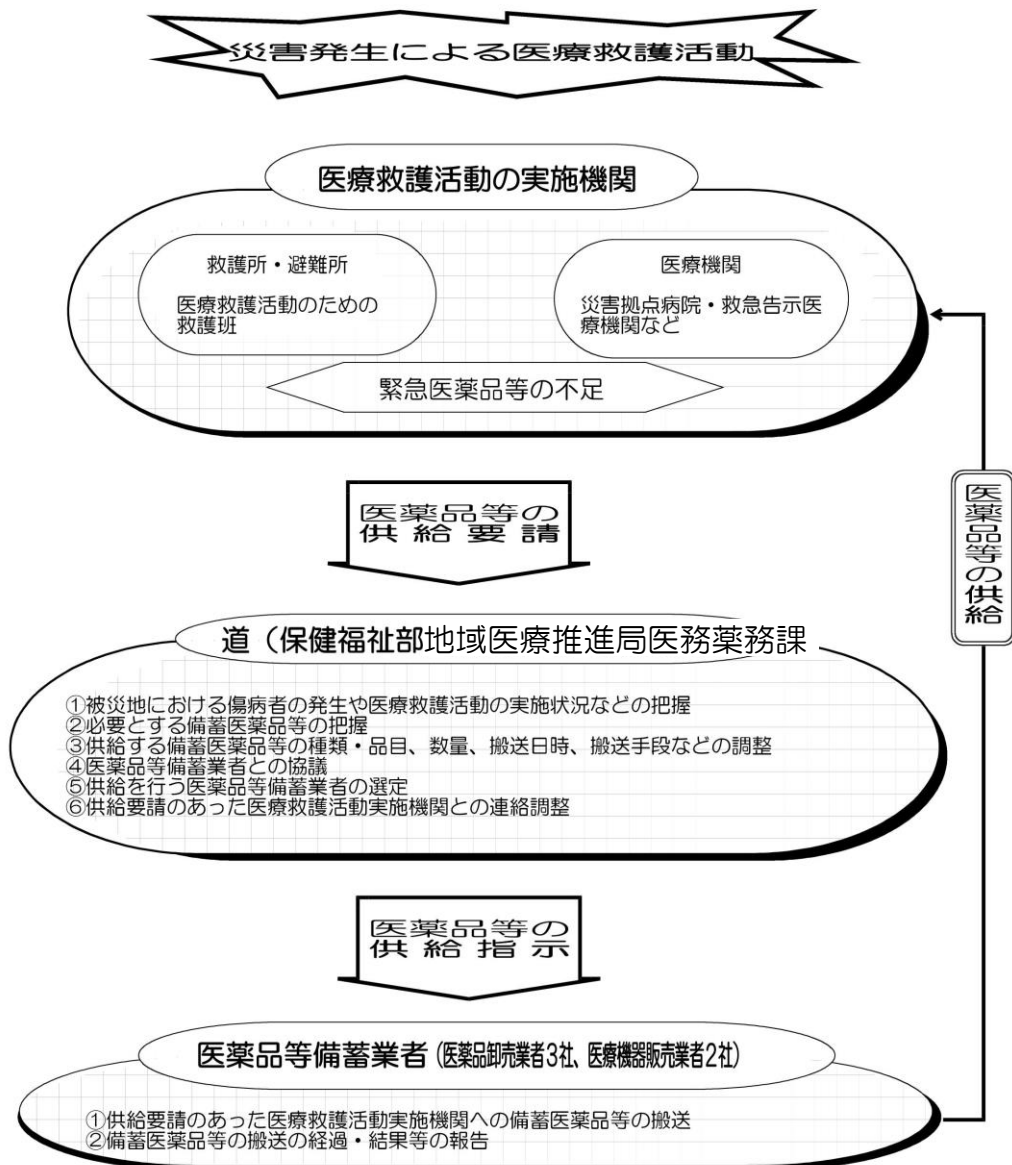 災害発生による医療救護活動
医療救護活動の実施機関
救護所・避難所
医療救護活動のための
救護班
医療機関
災害拠点病院・救急告示医
療機関など
緊急医薬品等の不足
医薬品等の
供給要請
医薬品等の供給
道（保健福祉部地域医療推進局医務薬務課
①被災地における傷病者の発生や医療救護活動の実施状況などの把握
②必要とする備蓄医薬品等の把握
③供給する備蓄医薬品等の種類・品目、数量、搬送日時、搬送手段などの調整
④医薬品等備蓄業者との協議
⑤供給を行う医薬品等備蓄業者の選定
⑥供給要請のあった医療救護活動実施機関との連絡調整
医薬品等の
供給指示
医薬品等備蓄業者（医薬品卸売業者3社、医療機器販売業者2社）
①供給要請のあった医療救護活動実施機関への備蓄医薬品等の搬送
②備蓄医薬品等の搬送の経過・結果等の報告